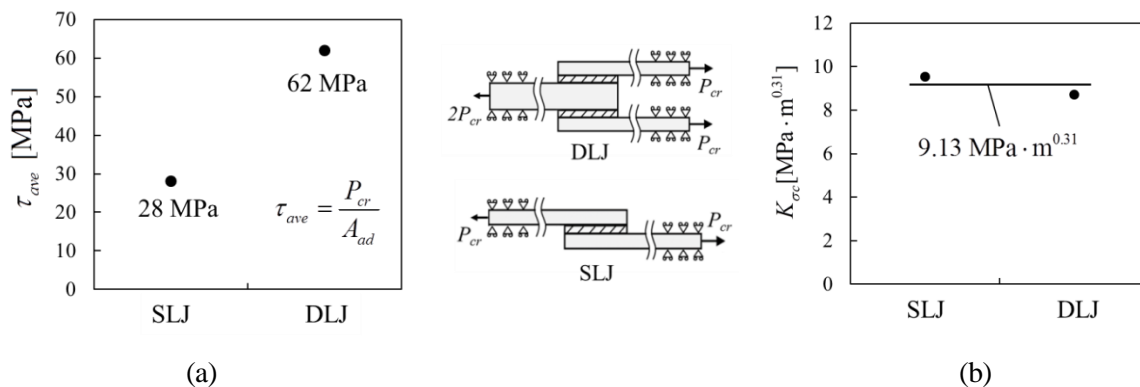 70
60
50
40
30
20
10
0
τ_ave [MPa]
62 MPa
28 MPa
τ_ave = P_cr / A_ad
SLJ
DLJ
(a)
P_cr
2P_cr
P_cr
DLJ
P_cr
P_cr
SLJ
12
10
8
6
4
2
0
K_σc [MPa·m^0.31]
9.13 MPa·m^0.31
SLJ
DLJ
(b)